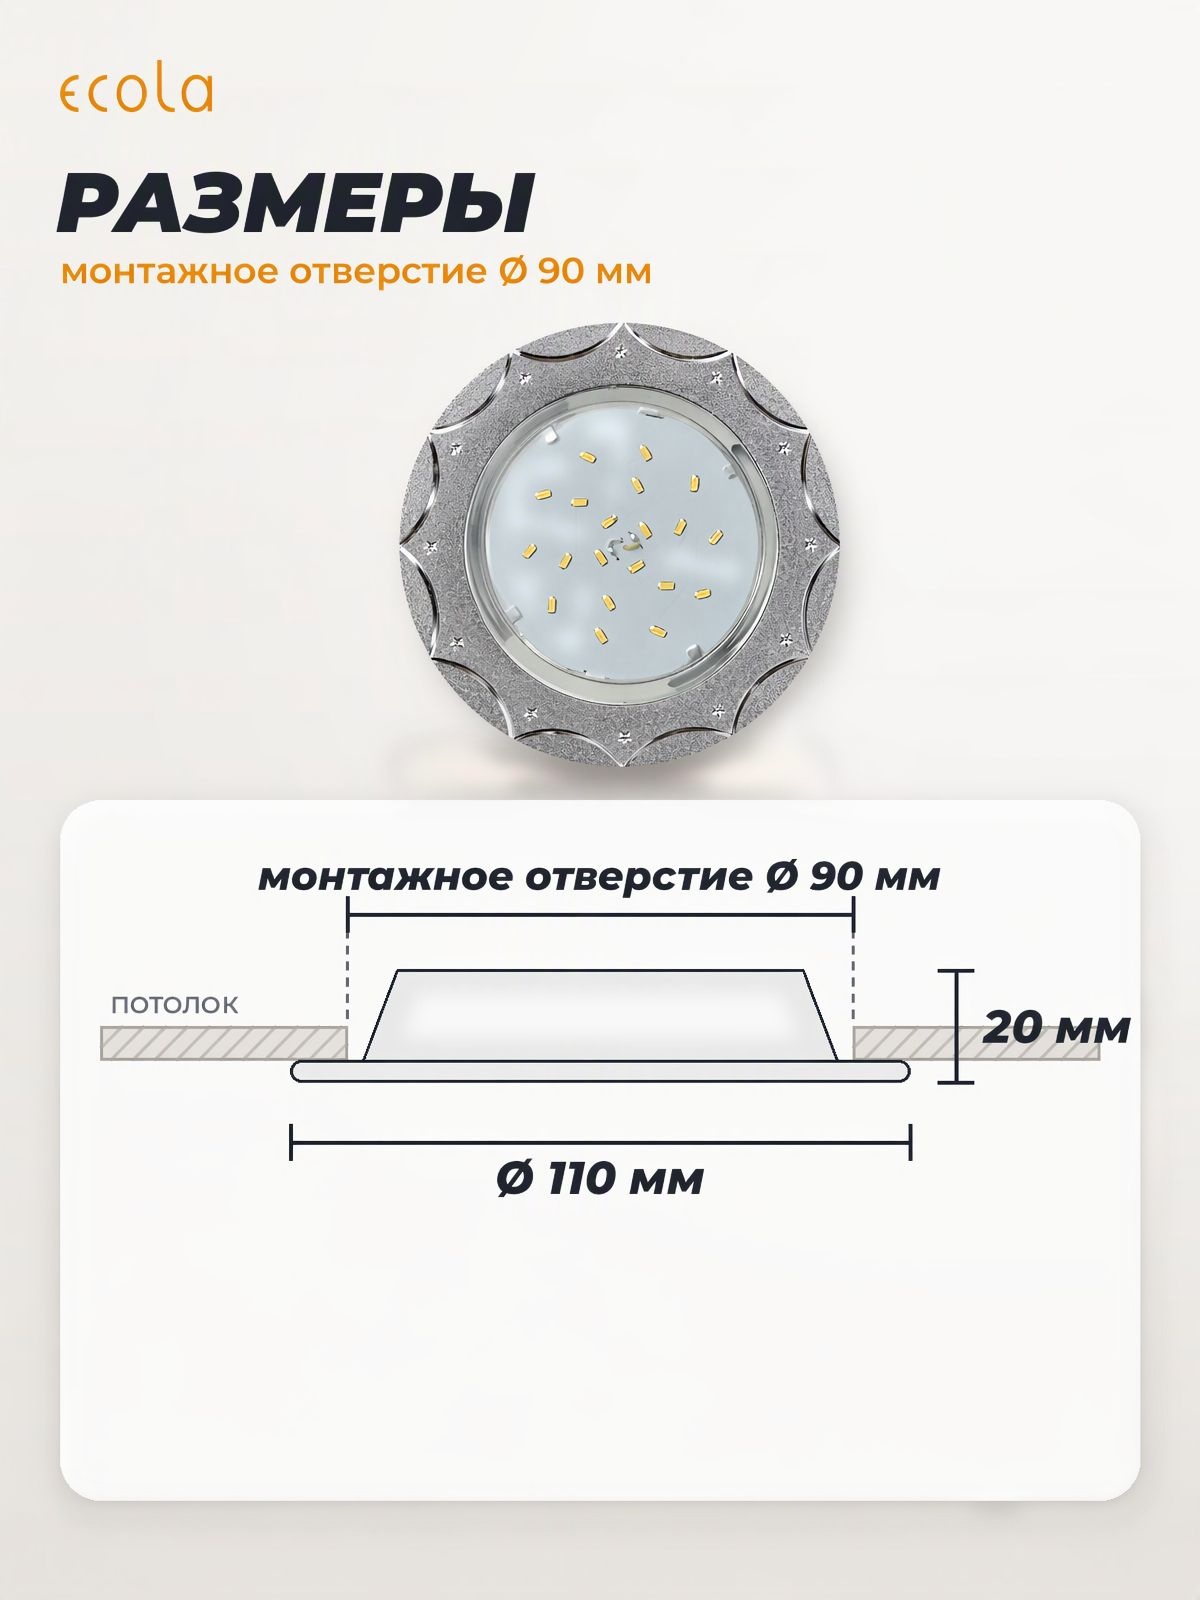 ecola
РАЗМЕРЫ
монтажное отверстие Ø 90 мм
монтажное отверстие Ø 90 мм
ПОТОЛОК
20 мм
Ø 110 мм